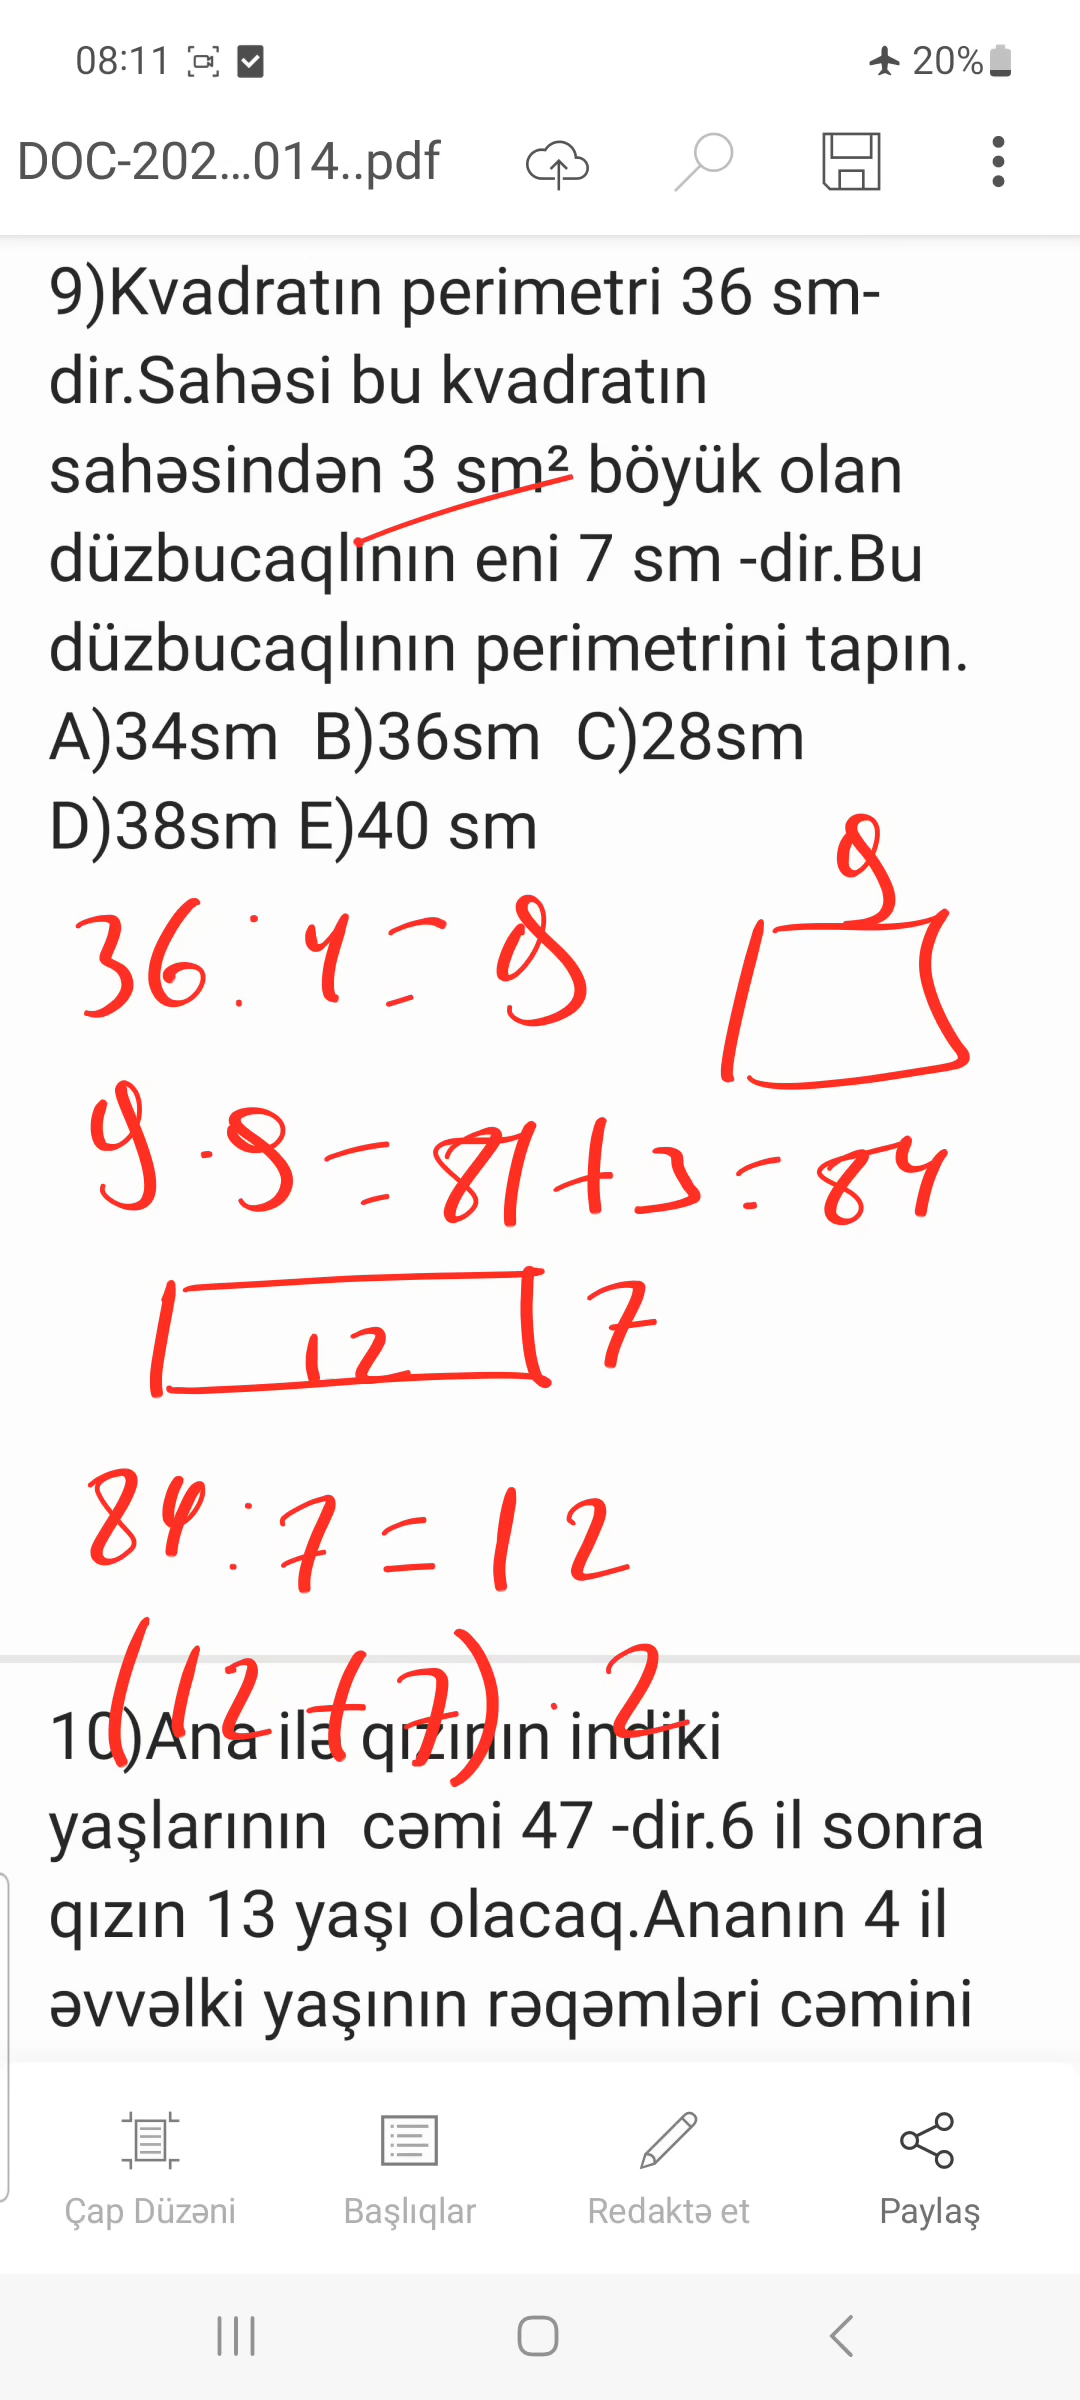 08:11 20%
DOC-202...014..pdf
9)Kvadratın perimetri 36 sm-
dir.Sahəsi bu kvadratın
sahəsindən 3 sm² böyük olan
düzbucaqlının eni 7 sm -dir.Bu
düzbucaqlının perimetrini tapın.
A)34sm B)36sm C)28sm
D)38sm E)40 sm
9
36:4=9
9·9=81+3=84
7
12
84:7=12
(12+7)·2
10)Ana ilə qızının indiki
yaşlarının cəmi 47 -dir.6 il sonra
qızın 13 yaşı olacaq.Ananın 4 il
əvvəlki yaşının rəqəmləri cəmini
Çap Düzəni Başlıqlar Redaktə et Paylaş